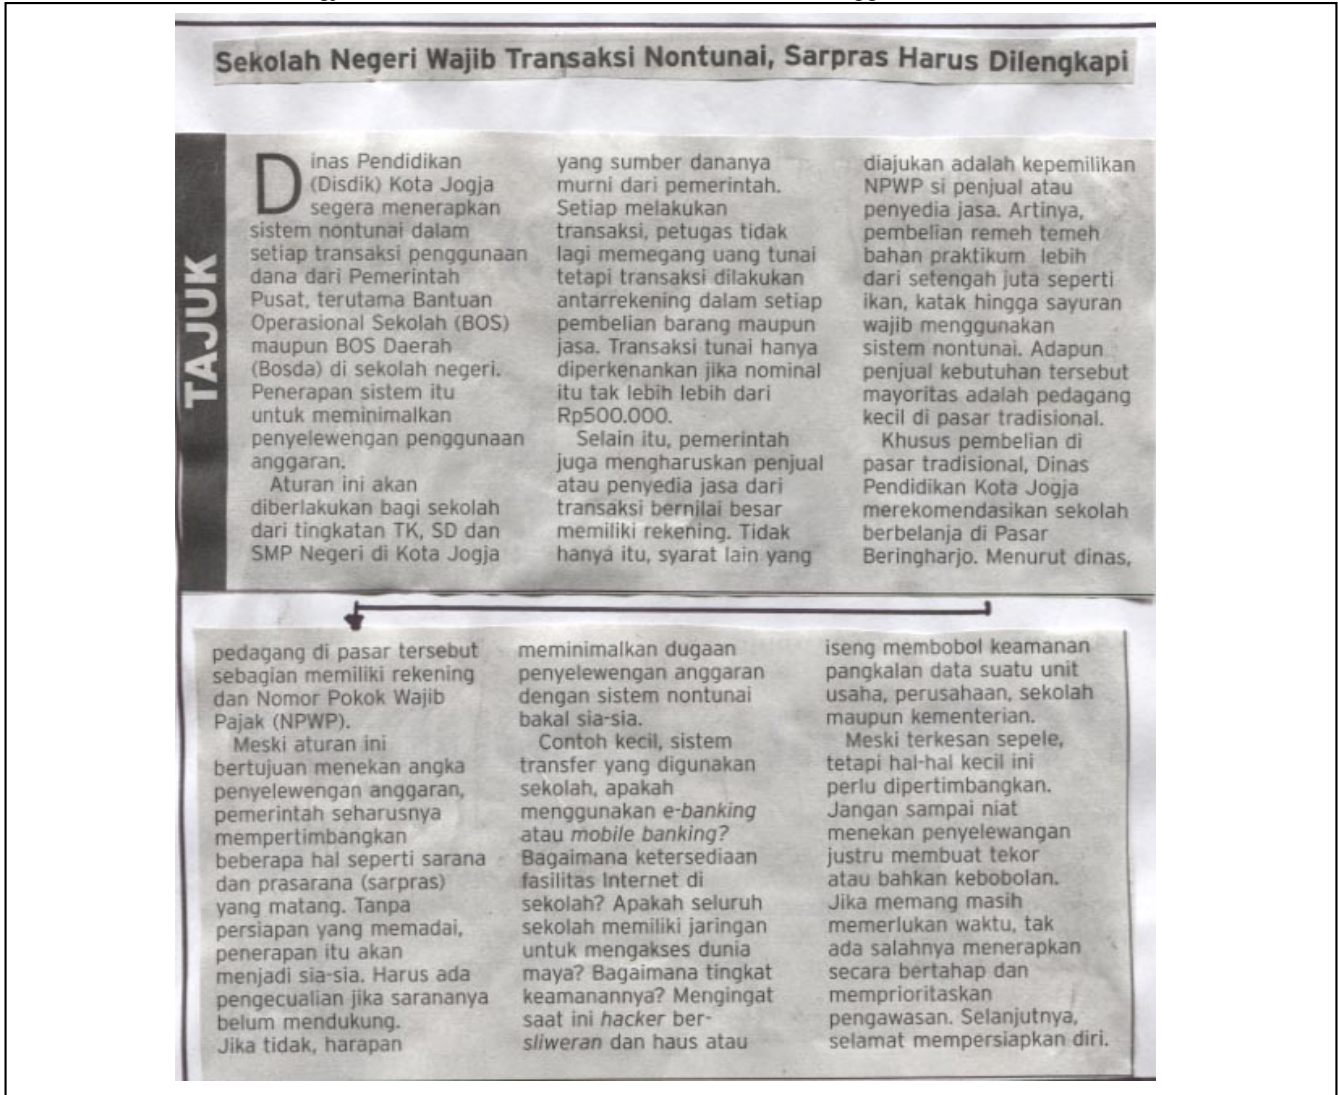 Sekolah Negeri Wajib Transaksi Nontunai, Sarpras Harus Dilengkapi
TAJUK
Dinas Pendidikan
(Disdik) Kota Jogja
segera menerapkan
sistem nontunai dalam
setiap transaksi penggunaan
dana dari Pemerintah
Pusat, terutama Bantuan
Operasional Sekolah (BOS)
maupun BOS Daerah
(Bosda) di sekolah negeri.
Penerapan sistem itu
untuk meminimalkan
penyelewengan penggunaan
anggaran.
Aturan ini akan
diberlakukan bagi sekolah
dari tingkatan TK, SD dan
SMP Negeri di Kota Jogja
yang sumber dananya
murni dari pemerintah.
Setiap melakukan
transaksi, petugas tidak
lagi memegang uang tunai
tetapi transaksi dilakukan
antarrekening dalam setiap
pembelian barang maupun
jasa. Transaksi tunai hanya
diperkenankan jika nominal
itu tak lebih lebih dari
Rp500.000.
Selain itu, pemerintah
juga mengharuskan penjual
atau penyedia jasa dari
transaksi bernilai besar
memiliki rekening. Tidak
hanya itu, syarat lain yang
diajukan adalah kepemilikan
NPWP si penjual atau
penyedia jasa. Artinya,
pembelian remeh temeh
bahan praktikum lebih
dari setengah juta seperti
ikan, katak hingga sayuran
wajib menggunakan
sistem nontunai. Adapun
penjual kebutuhan tersebut
mayoritas adalah pedagang
kecil di pasar tradisional.
Khusus pembelian di
pasar tradisional, Dinas
Pendidikan Kota Jogja
merekomendasikan sekolah
berbelanja di Pasar
Beringharjo. Menurut dinas,
pedagang di pasar tersebut
sebagian memiliki rekening
dan Nomor Pokok Wajib
Pajak (NPWP).
Meski aturan ini
bertujuan menekan angka
penyelewengan anggaran,
pemerintah seharusnya
mempertimbangkan
beberapa hal seperti sarana
dan prasarana (sarpras)
yang matang. Tanpa
persiapan yang memadai,
penerapan itu akan
menjadi sia-sia. Harus ada
pengecualian jika sarananya
belum mendukung.
Jika tidak, harapan
meminimalkan dugaan
penyelewengan anggaran
dengan sistem nontunai
bakal sia-sia.
Contoh kecil, sistem
transfer yang digunakan
sekolah, apakah
menggunakan e-banking
atau mobile banking?
Bagaimana ketersediaan
fasilitas Internet di
sekolah? Apakah seluruh
sekolah memiliki jaringan
untuk mengakses dunia
maya? Bagaimana tingkat
keamanannya? Mengingat
saat ini hacker ber-
sliweran dan haus atau
iseng membobol keamanan
pangkalan data suatu unit
usaha, perusahaan, sekolah
maupun kementerian.
Meski terkesan sepele,
tetapi hal-hal kecil ini
perlu dipertimbangkan.
Jangan sampai niat
menekan penyelewangan
justru membuat tekor
atau bahkan kebobolan.
Jika memang masih
memerlukan waktu, tak
ada salahnya menerapkan
secara bertahap dan
memprioritaskan
pengawasan. Selanjutnya,
selamat mempersiapkan diri.